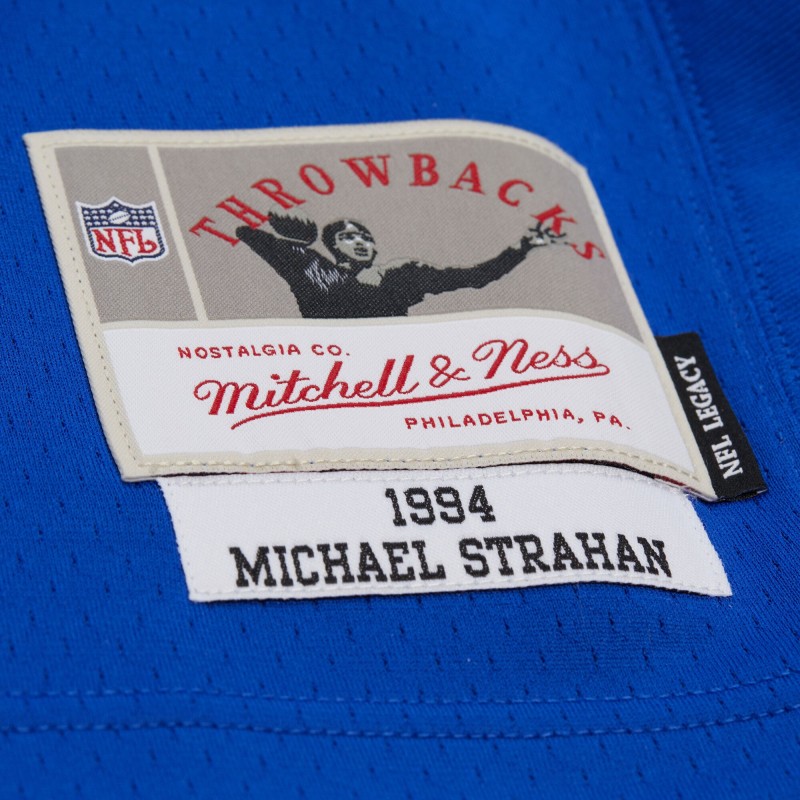 THROWBACKS
NFL
NOSTALGIA CO.
Mitchell & Ness
PHILADELPHIA, PA.
NFL LEGACY
1994
MICHAEL STRAHAN